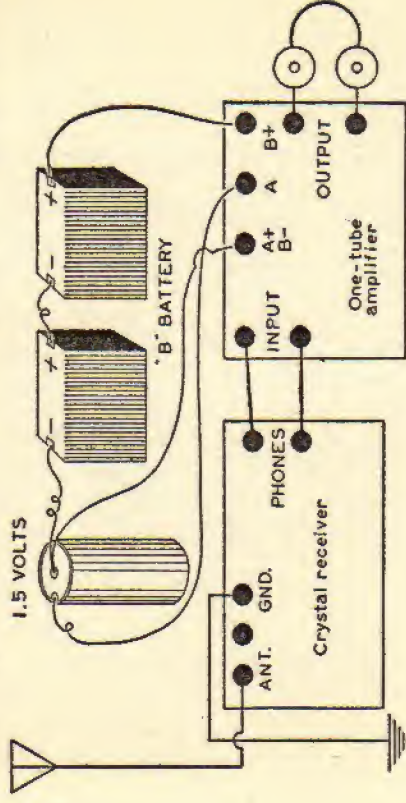 1.5 VOLTS
"B" BATTERY
- + - +
ANT.
GND.
PHONES
Crystal receiver
INPUT
A+
B-
A
B+
OUTPUT
One-tube
amplifier